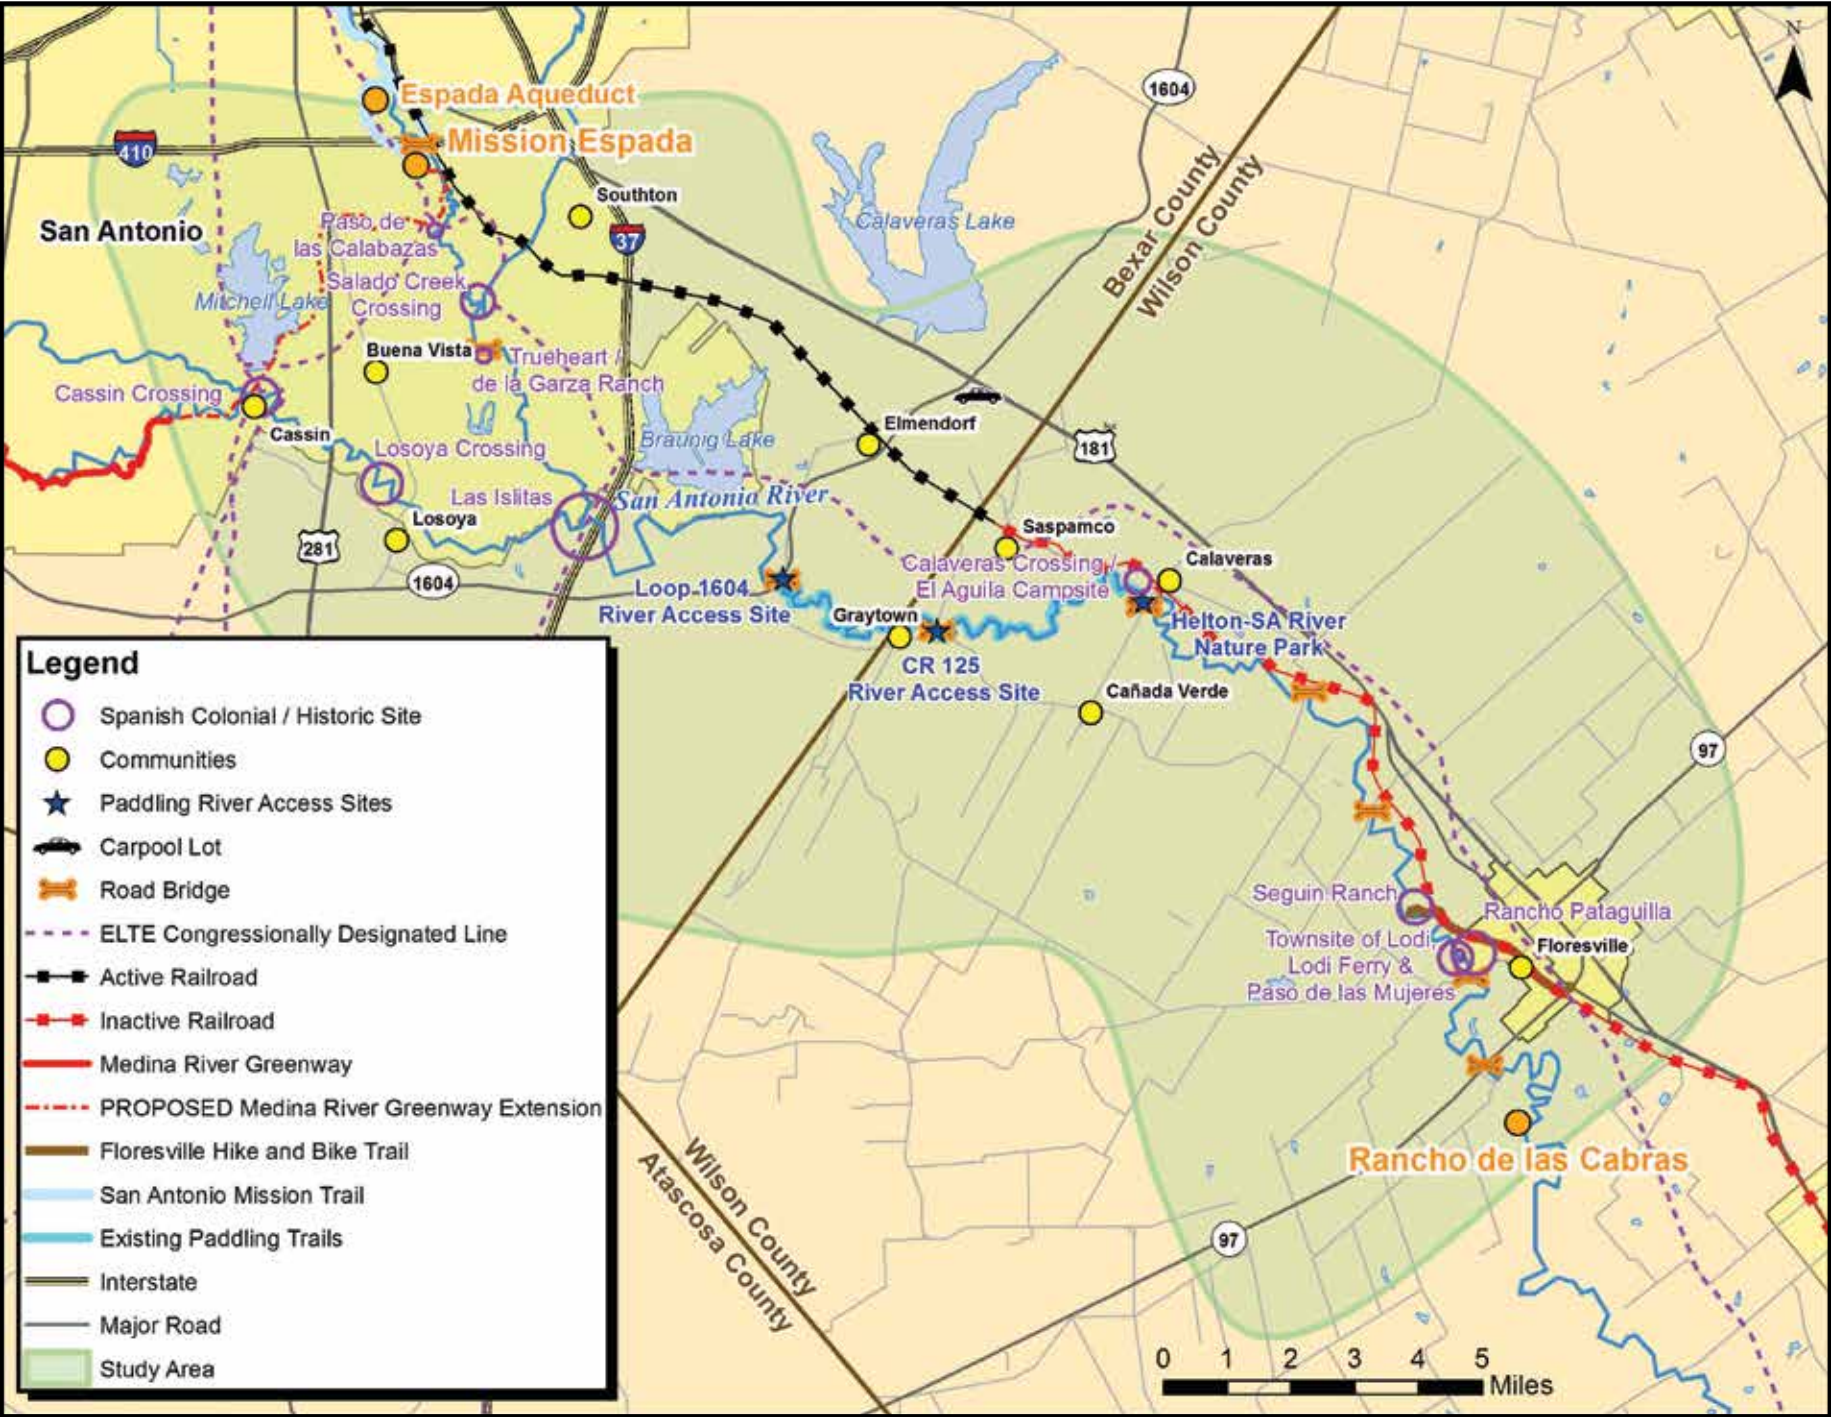 N
1604
Espada Aqueduct
Mission Espada
410
Southton
San Antonio
Paso de
las Calabazas
37
Calaveras Lake
Bexar County
Wilson County
Salado Creek
Crossing
Mitchell Lake
Buena Vista
Trueheart /
de la Garza Ranch
Cassin Crossing
Cassin
Elmendorf
Braunig Lake
181
Losoya Crossing
Las Islitas
San Antonio River
Losoya
281
1604
Saspamco
Calaveras Crossing /
El Aguila Campsite
Calaveras
Loop 1604
River Access Site
Graytown
Helton-SA River
Nature Park
CR 125
River Access Site
Cañada Verde
97
Seguin Ranch
Rancho Pataguilla
Townsite of Lodi,
Lodi Ferry &
Paso de las Mujeres
Floresville
Rancho de las Cabras
97
Wilson County
Atascosa County
Legend
Spanish Colonial / Historic Site
Communities
Paddling River Access Sites
Carpool Lot
Road Bridge
ELTE Congressionally Designated Line
Active Railroad
Inactive Railroad
Medina River Greenway
PROPOSED Medina River Greenway Extension
Floresville Hike and Bike Trail
San Antonio Mission Trail
Existing Paddling Trails
Interstate
Major Road
Study Area
0 1 2 3 4 5
Miles